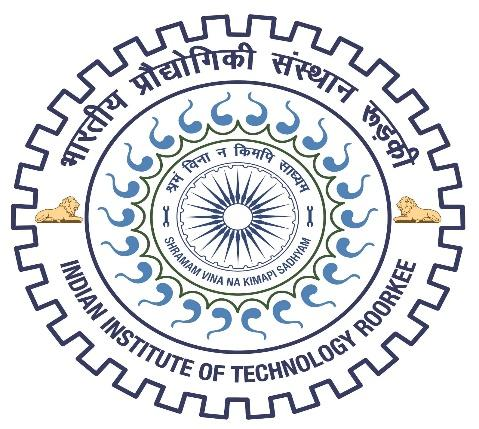 भारतीय प्रौद्योगिकी संस्थान रूड़की
श्रमं विना न किमपि साध्यम्
SHRAMAM VINA NA KIMAPI SADHYAM
INDIAN INSTITUTE OF TECHNOLOGY ROORKEE